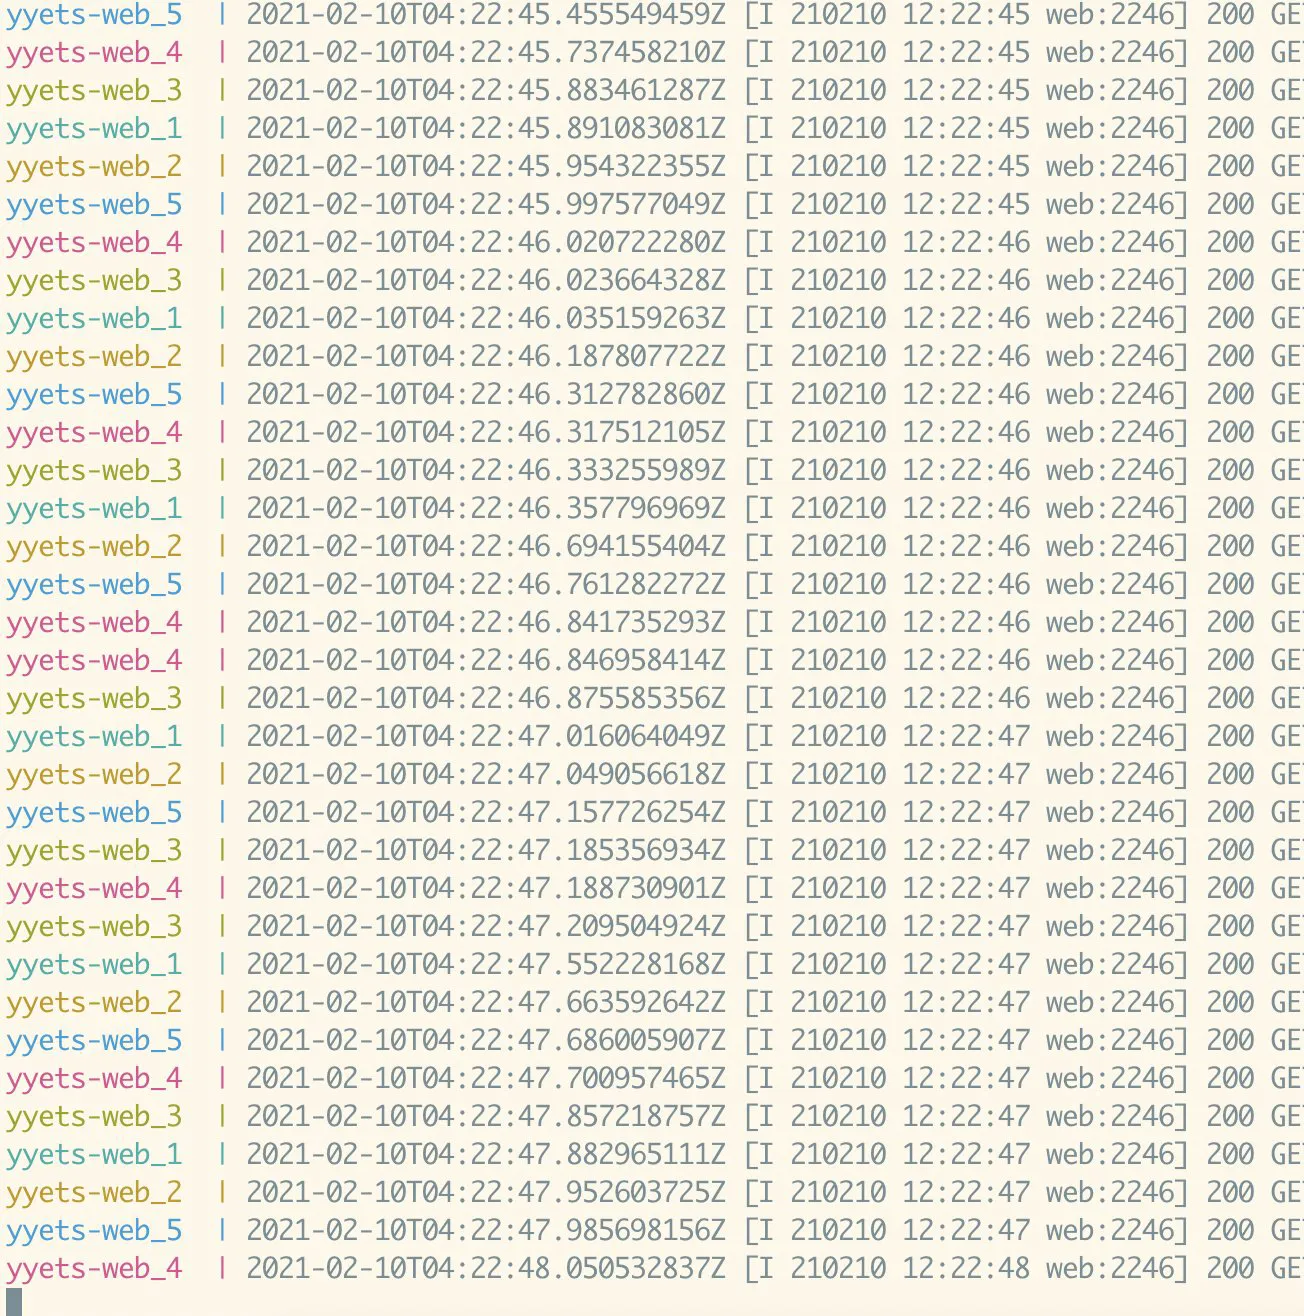 yyets-web_5 | 2021-02-10T04:22:45.455549459Z [I 210210 12:22:45 web:2246] 200 GE
yyets-web_4 | 2021-02-10T04:22:45.737458210Z [I 210210 12:22:45 web:2246] 200 GE
yyets-web_3 | 2021-02-10T04:22:45.883461287Z [I 210210 12:22:45 web:2246] 200 GE
yyets-web_1 | 2021-02-10T04:22:45.891083081Z [I 210210 12:22:45 web:2246] 200 GE
yyets-web_2 | 2021-02-10T04:22:45.954322355Z [I 210210 12:22:45 web:2246] 200 GE
yyets-web_5 | 2021-02-10T04:22:45.997577049Z [I 210210 12:22:45 web:2246] 200 GE
yyets-web_4 | 2021-02-10T04:22:46.020722280Z [I 210210 12:22:46 web:2246] 200 GE
yyets-web_3 | 2021-02-10T04:22:46.023664328Z [I 210210 12:22:46 web:2246] 200 GE
yyets-web_1 | 2021-02-10T04:22:46.035159263Z [I 210210 12:22:46 web:2246] 200 GE
yyets-web_2 | 2021-02-10T04:22:46.187807722Z [I 210210 12:22:46 web:2246] 200 GE
yyets-web_5 | 2021-02-10T04:22:46.312782860Z [I 210210 12:22:46 web:2246] 200 GE
yyets-web_4 | 2021-02-10T04:22:46.317512105Z [I 210210 12:22:46 web:2246] 200 GE
yyets-web_3 | 2021-02-10T04:22:46.333255989Z [I 210210 12:22:46 web:2246] 200 GE
yyets-web_1 | 2021-02-10T04:22:46.357796969Z [I 210210 12:22:46 web:2246] 200 GE
yyets-web_2 | 2021-02-10T04:22:46.694155404Z [I 210210 12:22:46 web:2246] 200 GE
yyets-web_5 | 2021-02-10T04:22:46.761282272Z [I 210210 12:22:46 web:2246] 200 GE
yyets-web_4 | 2021-02-10T04:22:46.841735293Z [I 210210 12:22:46 web:2246] 200 GE
yyets-web_4 | 2021-02-10T04:22:46.846958414Z [I 210210 12:22:46 web:2246] 200 GE
yyets-web_3 | 2021-02-10T04:22:46.875585356Z [I 210210 12:22:46 web:2246] 200 GE
yyets-web_1 | 2021-02-10T04:22:47.016064049Z [I 210210 12:22:47 web:2246] 200 GE
yyets-web_2 | 2021-02-10T04:22:47.049056618Z [I 210210 12:22:47 web:2246] 200 GE
yyets-web_5 | 2021-02-10T04:22:47.157726254Z [I 210210 12:22:47 web:2246] 200 GE
yyets-web_3 | 2021-02-10T04:22:47.185356934Z [I 210210 12:22:47 web:2246] 200 GE
yyets-web_4 | 2021-02-10T04:22:47.188730901Z [I 210210 12:22:47 web:2246] 200 GE
yyets-web_3 | 2021-02-10T04:22:47.209504924Z [I 210210 12:22:47 web:2246] 200 GE
yyets-web_1 | 2021-02-10T04:22:47.552228168Z [I 210210 12:22:47 web:2246] 200 GE
yyets-web_2 | 2021-02-10T04:22:47.663592642Z [I 210210 12:22:47 web:2246] 200 GE
yyets-web_5 | 2021-02-10T04:22:47.686005907Z [I 210210 12:22:47 web:2246] 200 GE
yyets-web_4 | 2021-02-10T04:22:47.700957465Z [I 210210 12:22:47 web:2246] 200 GE
yyets-web_3 | 2021-02-10T04:22:47.857218757Z [I 210210 12:22:47 web:2246] 200 GE
yyets-web_1 | 2021-02-10T04:22:47.882965111Z [I 210210 12:22:47 web:2246] 200 GE
yyets-web_2 | 2021-02-10T04:22:47.952603725Z [I 210210 12:22:47 web:2246] 200 GE
yyets-web_5 | 2021-02-10T04:22:47.985698156Z [I 210210 12:22:47 web:2246] 200 GE
yyets-web_4 | 2021-02-10T04:22:48.050532837Z [I 210210 12:22:48 web:2246] 200 GE